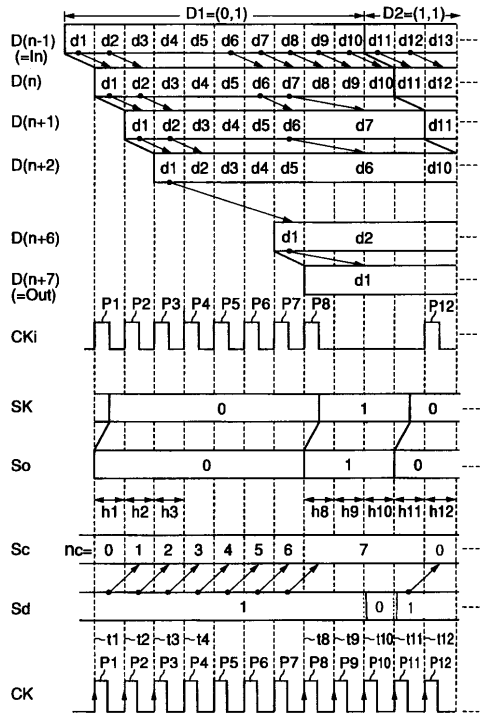 D1=(0,1) D2=(1,1)
D(n-1) d1 d2 d3 d4 d5 d6 d7 d8 d9 d10 d11 d12 d13
(=In)
D(n) d1 d2 d3 d4 d5 d6 d7 d8 d9 d10 d11 d12
D(n+1) d1 d2 d3 d4 d5 d6 d7 d11
D(n+2) d1 d2 d3 d4 d5 d6 d10
D(n+6) d1 d2
D(n+7) d1
(=Out)
P1 P2 P3 P4 P5 P6 P7 P8 P12
CKi
SK 0 1 0
So 0 1 0
h1 h2 h3 h8 h9 h10 h11 h12
Sc nc= 0 1 2 3 4 5 6 7 0
Sd 1 0 1
~t1 ~t2 ~t3 ~t4 ~t8 ~t9 ~t10 ~t11 ~t12
P1 P2 P3 P4 P5 P6 P7 P8 P9 P10 P11 P12
CK